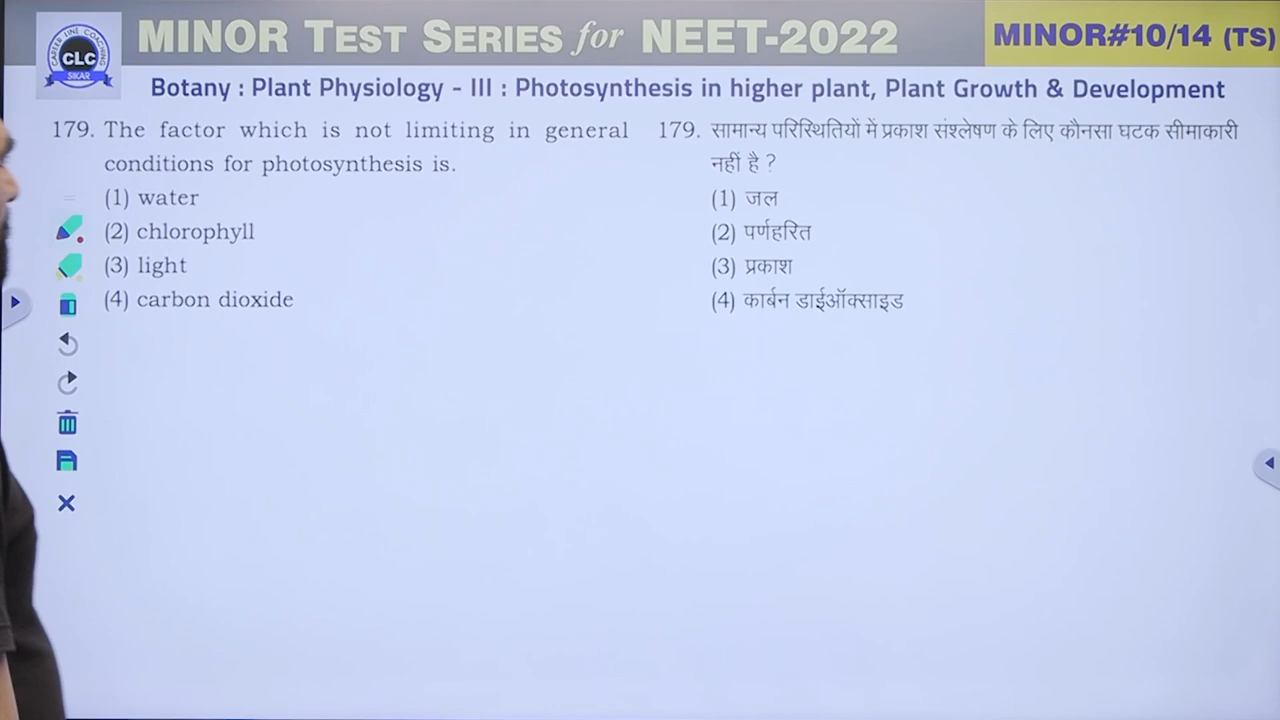 CAREER LINE COACHING
CLC
SIKAR
MINOR TEST SERIES for NEET-2022
MINOR#10/14 (TS)
Botany : Plant Physiology - III : Photosynthesis in higher plant, Plant Growth & Development
179. The factor which is not limiting in general
conditions for photosynthesis is.
(1) water
(2) chlorophyll
(3) light
(4) carbon dioxide
179. सामान्य परिस्थितियों में प्रकाश संश्लेषण के लिए कौनसा घटक सीमाकारी
नहीं है ?
(1) जल
(2) पर्णहरित
(3) प्रकाश
(4) कार्बन डाईऑक्साइड